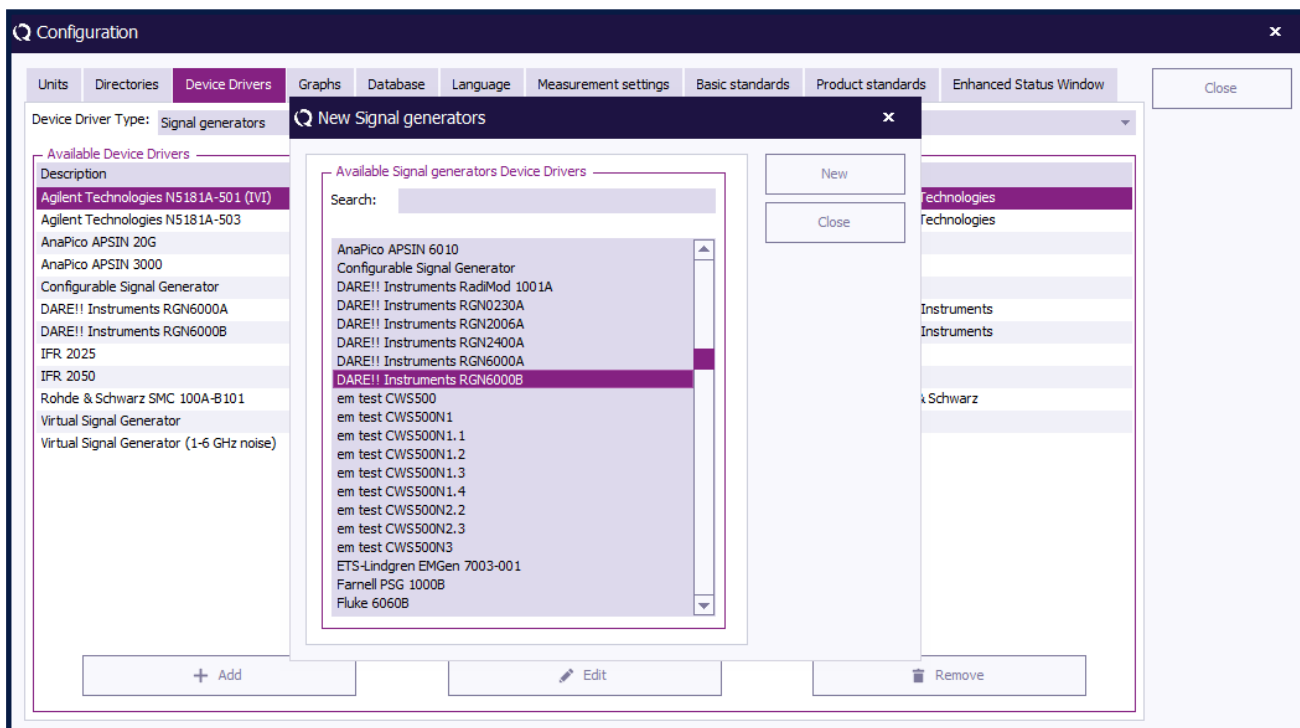 Configuration
Units Directories Device Drivers Graphs Database Language Measurement settings Basic standards Product standards Enhanced Status Window Close
Device Driver Type: Signal generators
Available Device Drivers
Description
Agilent Technologies N5181A-501 (IVI) Technologies
Agilent Technologies N5181A-503 Technologies
AnaPico APSIN 20G
AnaPico APSIN 3000
Configurable Signal Generator
DARE!! Instruments RGN6000A Instruments
DARE!! Instruments RGN6000B Instruments
IFR 2025
IFR 2050
Rohde & Schwarz SMC 100A-B101 & Schwarz
Virtual Signal Generator
Virtual Signal Generator (1-6 GHz noise)
+ Add Edit Remove
New Signal generators
Available Signal generators Device Drivers
Search:
New
Close
AnaPico APSIN 6010
Configurable Signal Generator
DARE!! Instruments RadiMod 1001A
DARE!! Instruments RGN0230A
DARE!! Instruments RGN2006A
DARE!! Instruments RGN2400A
DARE!! Instruments RGN6000A
DARE!! Instruments RGN6000B
em test CWS500
em test CWS500N1
em test CWS500N1.1
em test CWS500N1.2
em test CWS500N1.3
em test CWS500N1.4
em test CWS500N2.2
em test CWS500N2.3
em test CWS500N3
ETS-Lindgren EMGen 7003-001
Farnell PSG 1000B
Fluke 6060B